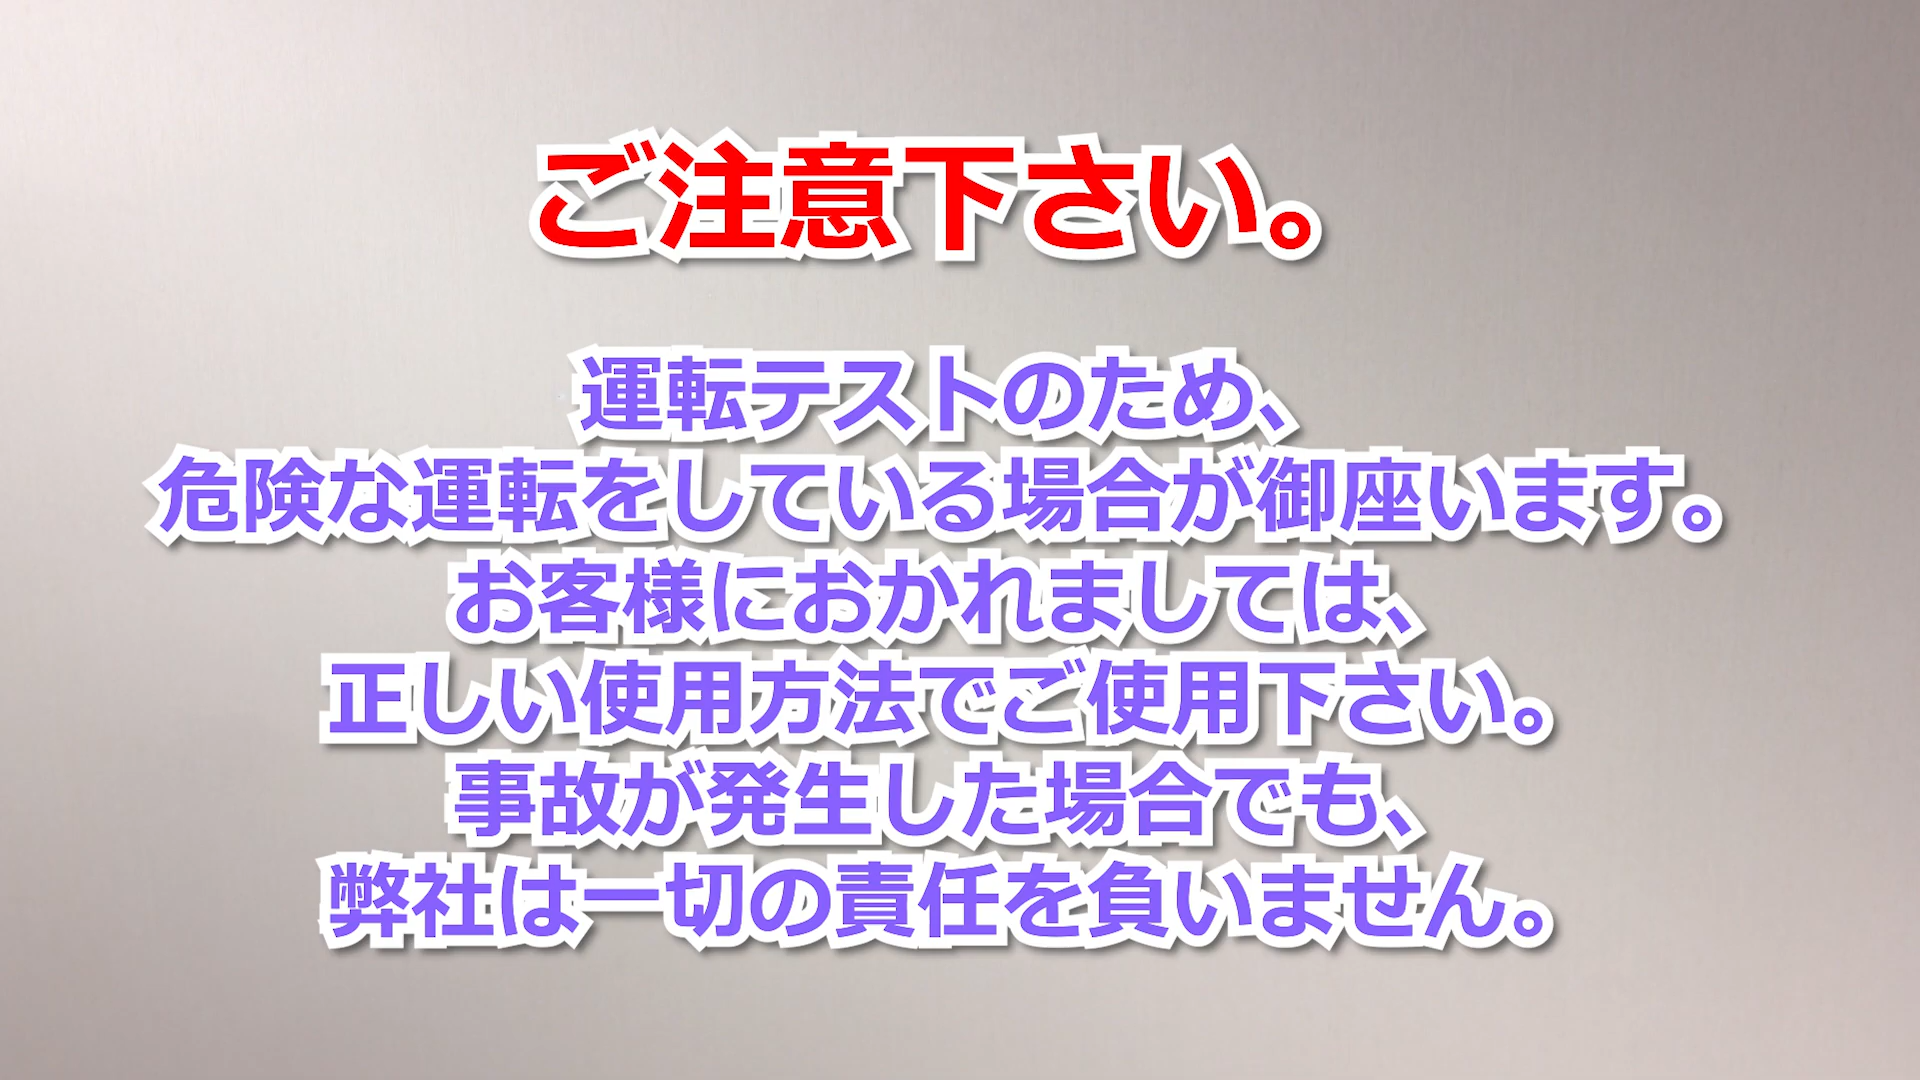 ご注意下さい。
運転テストのため、
危険な運転をしている場合が御座います。
お客様におかれましては、
正しい使用方法でご使用下さい。
事故が発生した場合でも、
弊社は一切の責任を負いません。